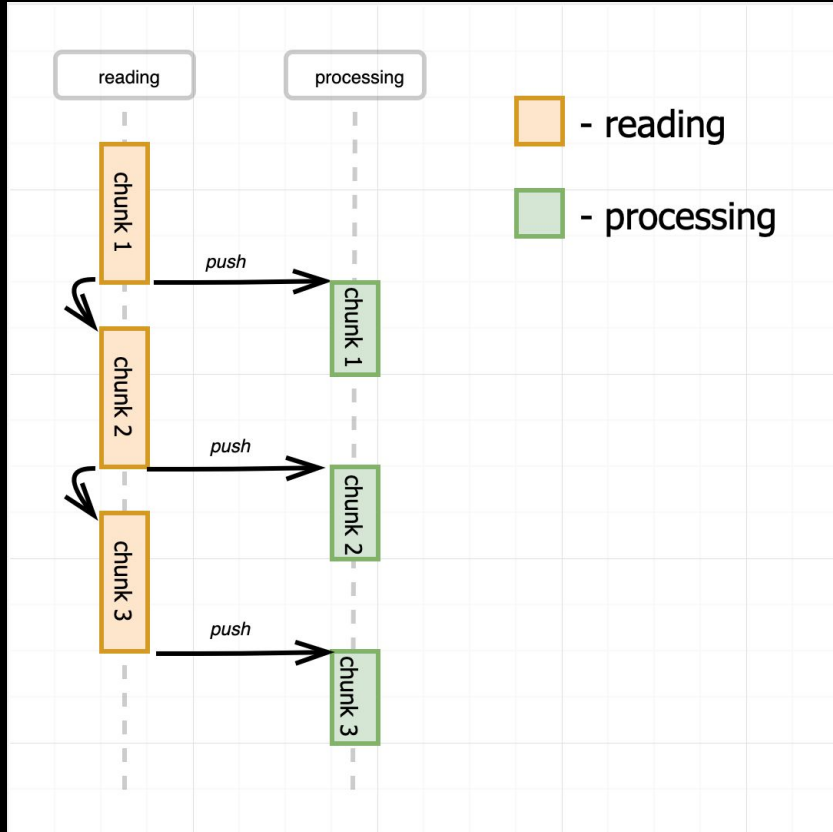 reading
processing
- reading
- processing
chunk 1
push
chunk 1
chunk 2
push
chunk 2
chunk 3
push
chunk 3